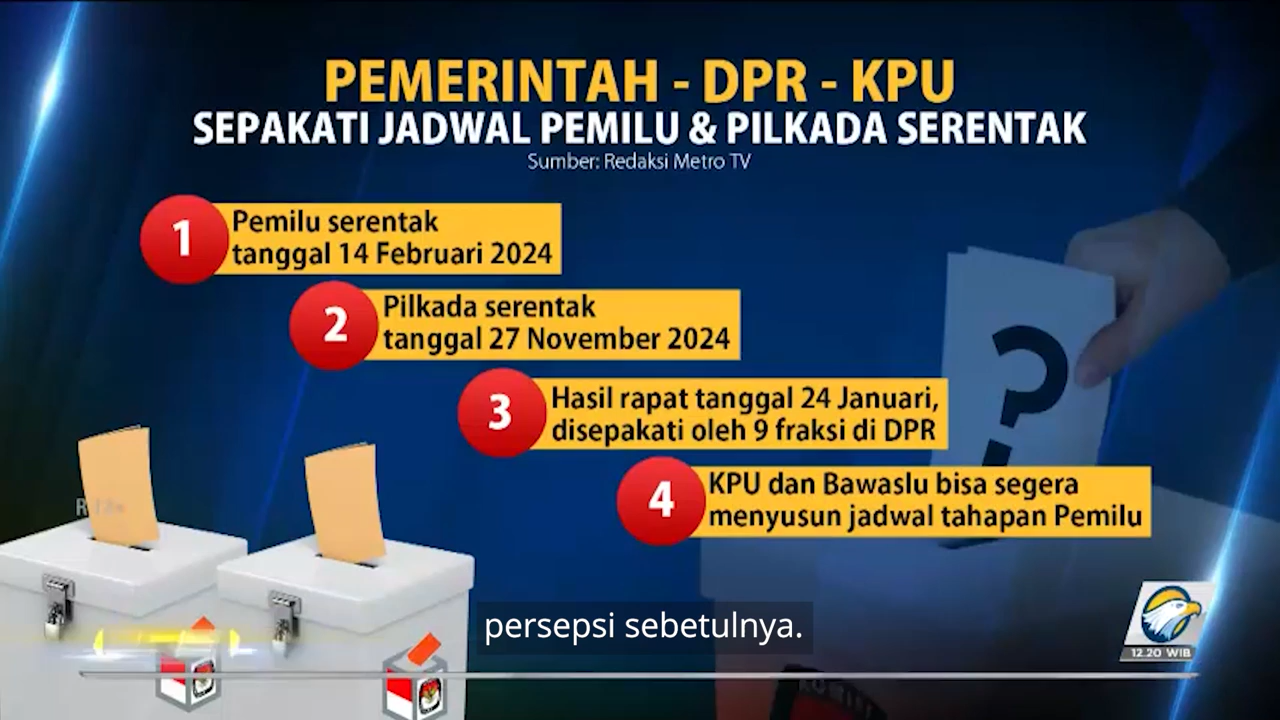 PEMERINTAH - DPR - KPU
SEPAKATI JADWAL PEMILU & PILKADA SERENTAK
Sumber: Redaksi Metro TV
1
Pemilu serentak
tanggal 14 Februari 2024
2
Pilkada serentak
tanggal 27 November 2024
3
Hasil rapat tanggal 24 Januari,
disepakati oleh 9 fraksi di DPR
4
KPU dan Bawaslu bisa segera
menyusun jadwal tahapan Pemilu
?
persepsi sebetulnya.
12.20 WIB